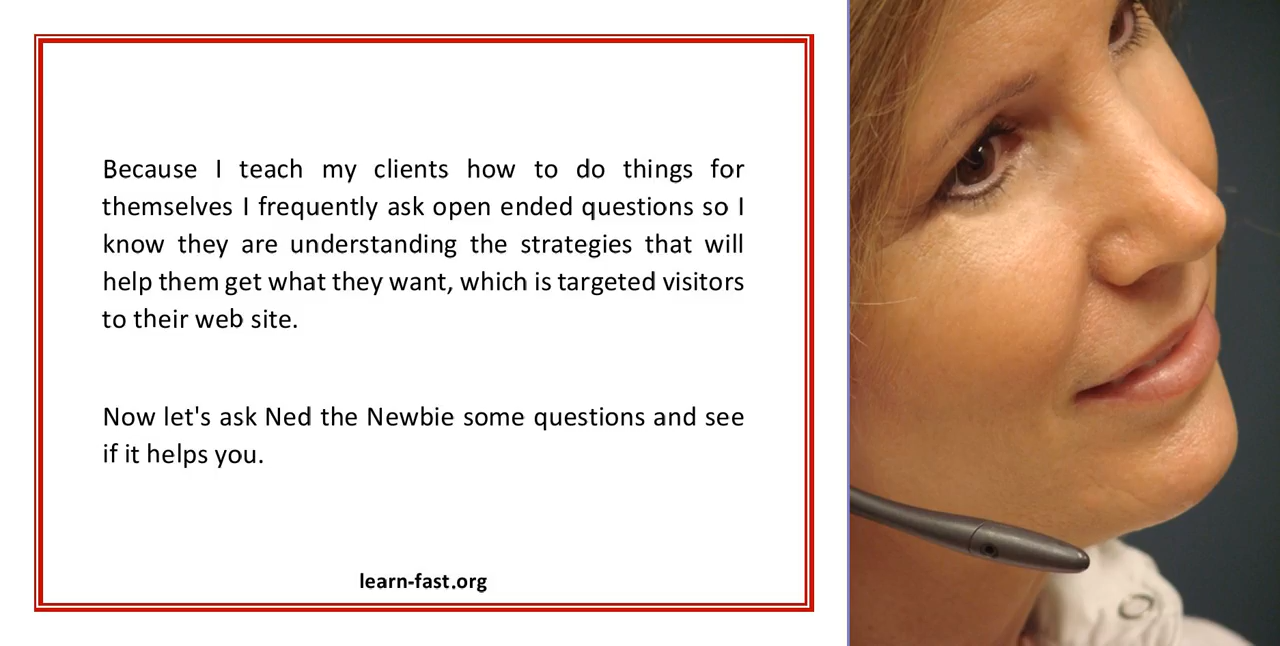 Because I teach my clients how to do things for
themselves I frequently ask open ended questions so I
know they are understanding the strategies that will
help them get what they want, which is targeted visitors
to their web site.
Now let's ask Ned the Newbie some questions and see
if it helps you.
learn-fast.org